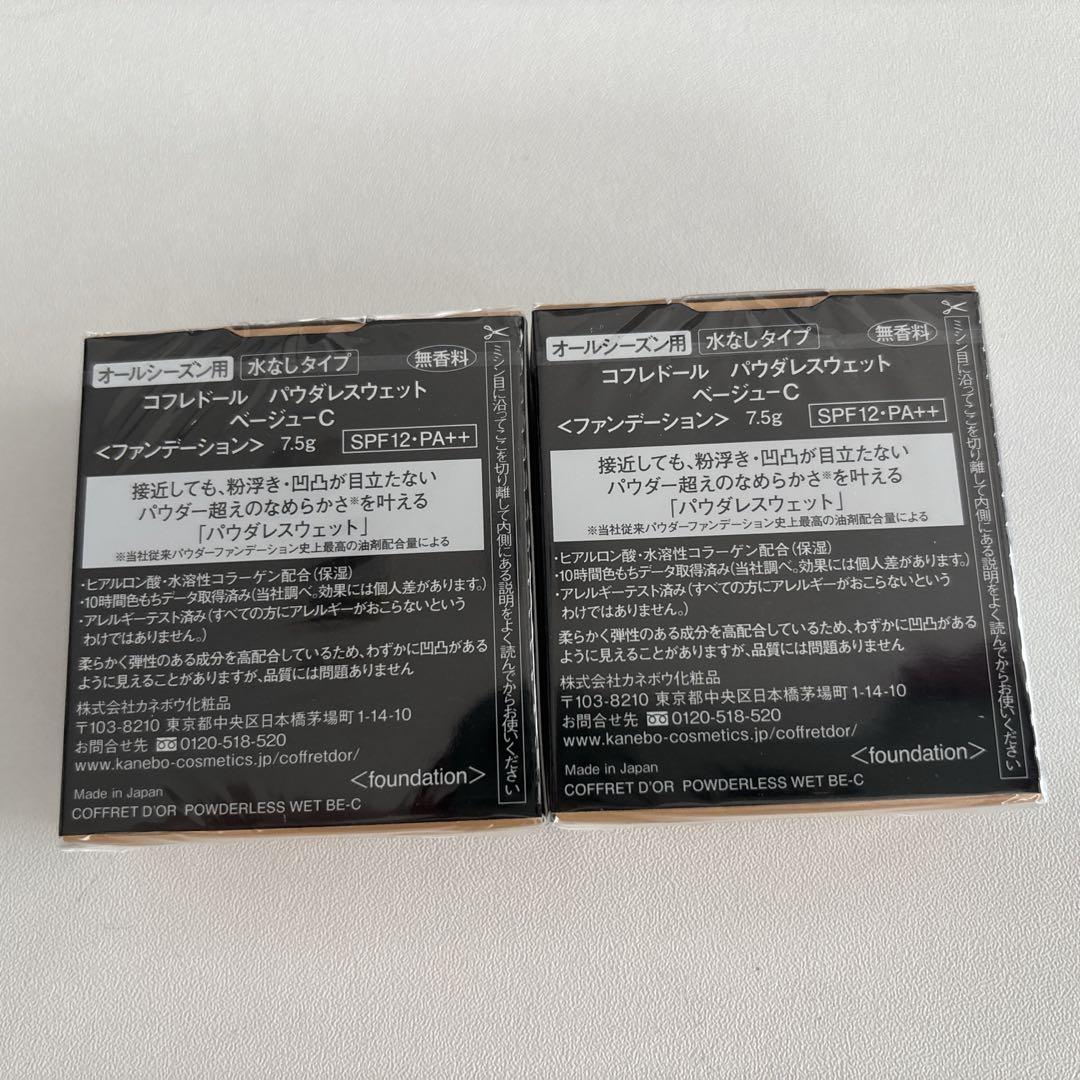 オールシーズン用 水なしタイプ 無香料
コフレドール パウダレスウェット
ベージュ－C
＜ファンデーション＞ 7.5g SPF12・PA++
接近しても、粉浮き・凹凸が目立たない
パウダー超えのなめらかさ※を叶える
「パウダレスウェット」
※当社従来パウダーファンデーション史上最高の油剤配合量による
・ヒアルロン酸・水溶性コラーゲン配合（保湿）
・10時間色もちデータ取得済み（当社調べ。効果には個人差があります。）
・アレルギーテスト済み（すべての方にアレルギーがおこらないという
わけではありません。）
柔らかく弾性のある成分を高配合しているため、わずかに凹凸がある
ように見えることがありますが、品質には問題ありません
株式会社カネボウ化粧品
〒103-8210 東京都中央区日本橋茅場町1-14-10
お問合せ先 0120-518-520
www.kanebo-cosmetics.jp/coffretdor/
＜foundation＞
Made in Japan
COFFRET D'OR POWDERLESS WET BE-C
ミシン目に沿ってここを切り離して内側にある説明をよく読んでからお使いください
オールシーズン用 水なしタイプ 無香料
コフレドール パウダレスウェット
ベージュ－C
＜ファンデーション＞ 7.5g SPF12・PA++
接近しても、粉浮き・凹凸が目立たない
パウダー超えのなめらかさ※を叶える
「パウダレスウェット」
※当社従来パウダーファンデーション史上最高の油剤配合量による
・ヒアルロン酸・水溶性コラーゲン配合（保湿）
・10時間色もちデータ取得済み（当社調べ。効果には個人差があります。）
・アレルギーテスト済み（すべての方にアレルギーがおこらないという
わけではありません。）
柔らかく弾性のある成分を高配合しているため、わずかに凹凸がある
ように見えることがありますが、品質には問題ありません
株式会社カネボウ化粧品
〒103-8210 東京都中央区日本橋茅場町1-14-10
お問合せ先 0120-518-520
www.kanebo-cosmetics.jp/coffretdor/
＜foundation＞
Made in Japan
COFFRET D'OR POWDERLESS WET BE-C
ミシン目に沿ってここを切り離して内側にある説明をよく読んでからお使いください